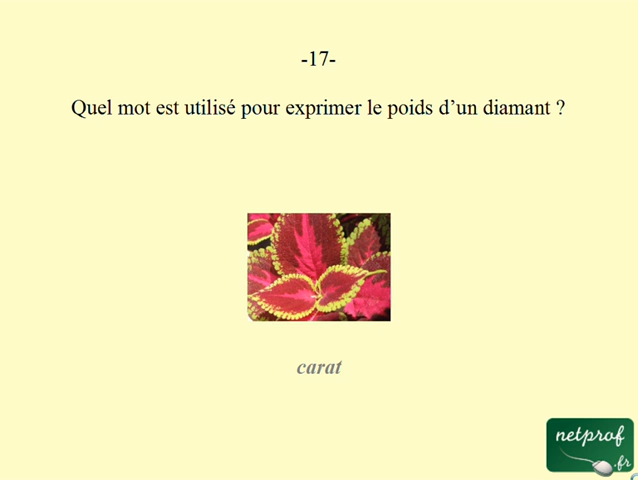 -17-
Quel mot est utilisé pour exprimer le poids d’un diamant ?
carat
netprof
.fr